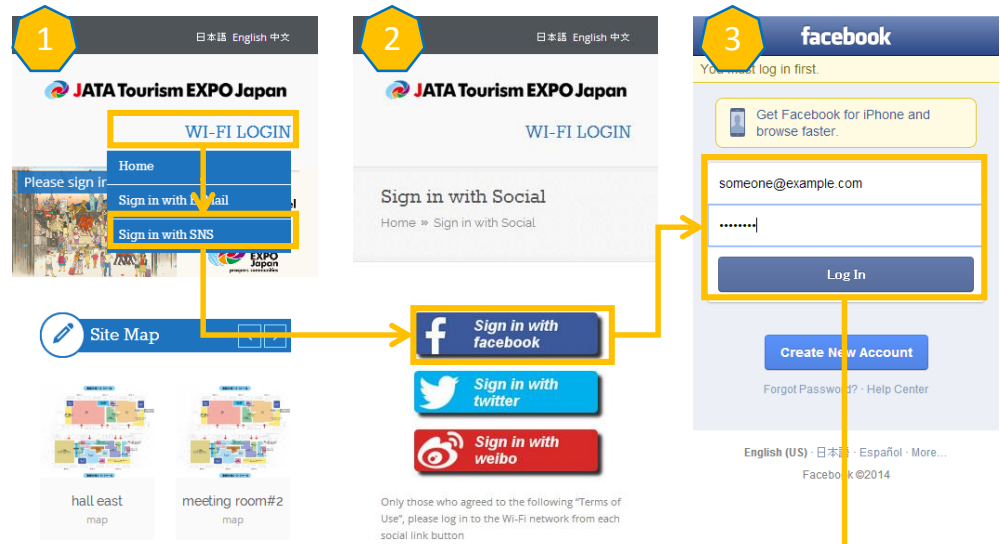 1
日本語 English 中文
JATA Tourism EXPO Japan
WI-FI LOGIN
Home
Please sign in
Sign in with E-Mail
Sign in with SNS
EXPO
Japan
Site Map
hall east
map
meeting room#2
map
2
日本語 English 中文
JATA Tourism EXPO Japan
WI-FI LOGIN
Sign in with Social
Home » Sign in with Social
f
Sign in with
facebook
Sign in with
twitter
Sign in with
weibo
Only those who agreed to the following "Terms of
Use", please log in to the Wi-Fi network from each
social link button
3
facebook
You must log in first.
Get Facebook for iPhone and
browse faster.
someone@example.com
••••••••
Log In
Create New Account
Forgot Password? · Help Center
English (US) · 日本語 · Español · More...
Facebook ©2014